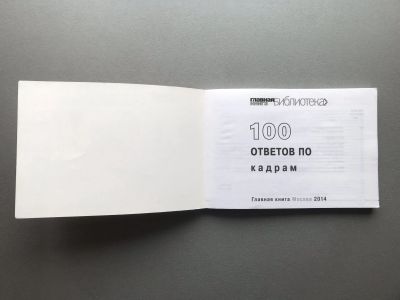 главная книга БИБЛИОТЕКА
100
ОТВЕТОВ ПО
кадрам
Главная книга Москва 2014